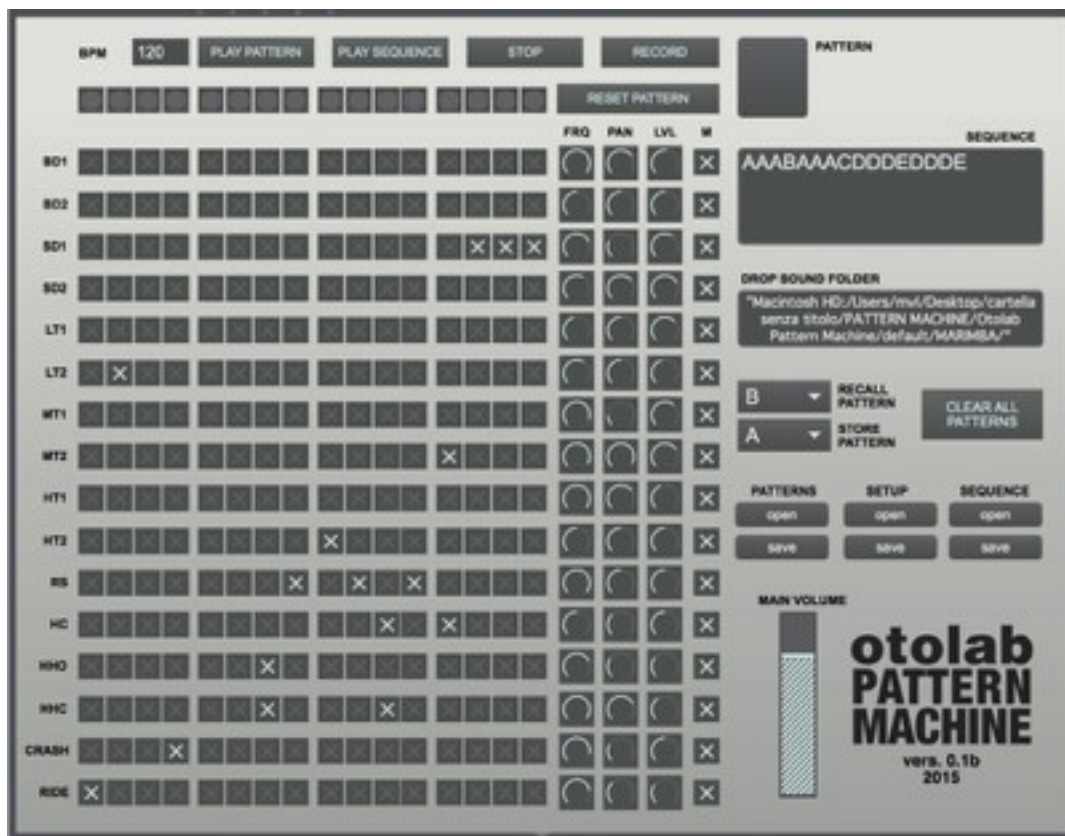 BPM 120 PLAY PATTERN PLAY SEQUENCE STOP RECORD PATTERN
RESET PATTERN
FRQ PAN LVL M
SEQUENCE
AAABAAACDDDEDDDE
BD1
BD2
SD1
SD2
LT1
LT2
MT1
MT2
HT1
HT2
RS
HC
HHO
HHC
CRASH
RIDE
DROP SOUND FOLDER
"Macintosh HD:/Users/mvl/Desktop/cartella
senza titolo/PATTERN MACHINE/Otolab
Pattern Machine/default/MARIMBA/"
B RECALL
PATTERN
A STORE
PATTERN
CLEAR ALL
PATTERNS
PATTERNS SETUP SEQUENCE
open open open
save save save
MAIN VOLUME
otolab
PATTERN
MACHINE
vers. 0.1b
2015